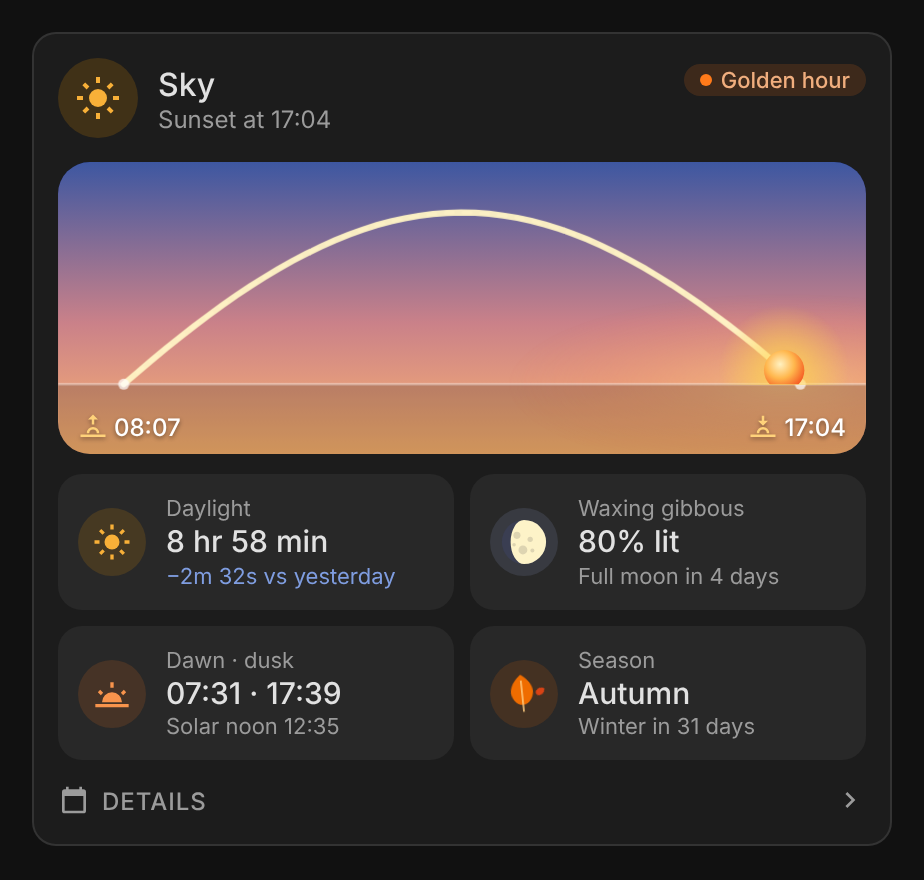 Sky
Sunset at 17:04
Golden hour
08:07
17:04
Daylight
8 hr 58 min
−2m 32s vs yesterday
Waxing gibbous
80% lit
Full moon in 4 days
Dawn · dusk
07:31 · 17:39
Solar noon 12:35
Season
Autumn
Winter in 31 days
DETAILS